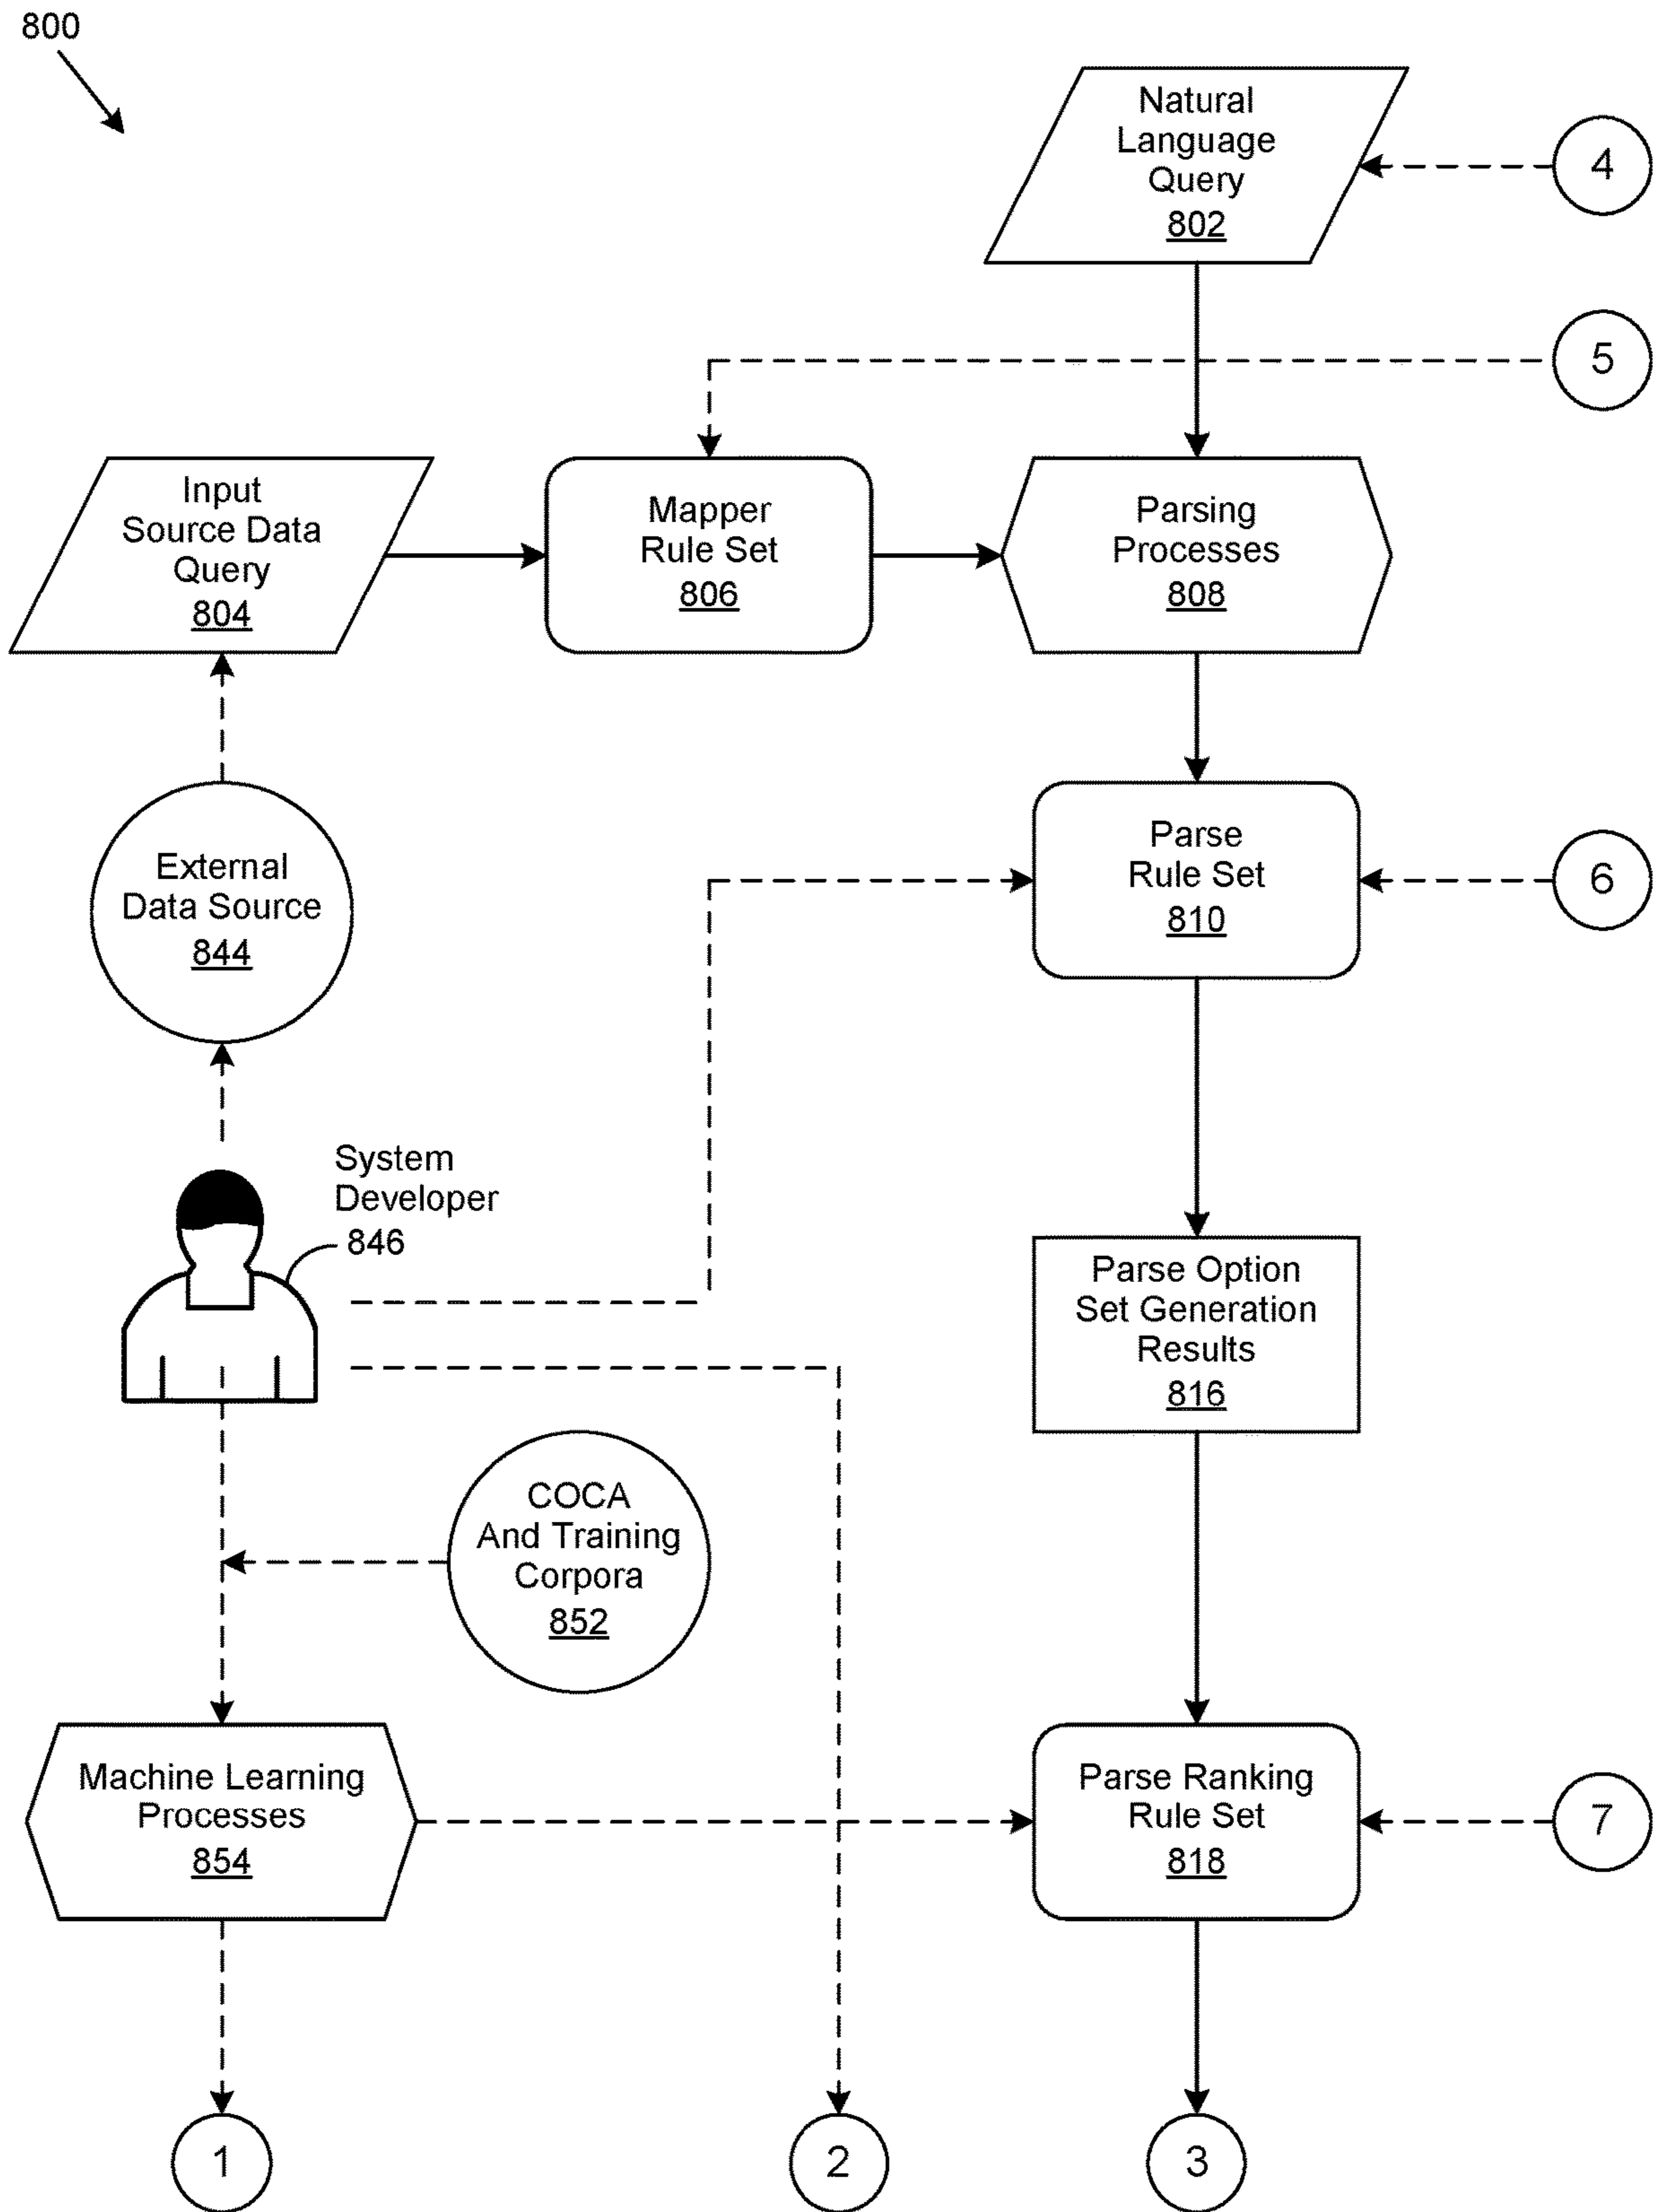 800
Natural
Language
Query
802
4
5
Input
Source Data
Query
804
Mapper
Rule Set
806
Parsing
Processes
808
External
Data Source
844
Parse
Rule Set
810
6
System
Developer
846
Parse Option
Set Generation
Results
816
COCA
And Training
Corpora
852
Machine Learning
Processes
854
Parse Ranking
Rule Set
818
7
1
2
3